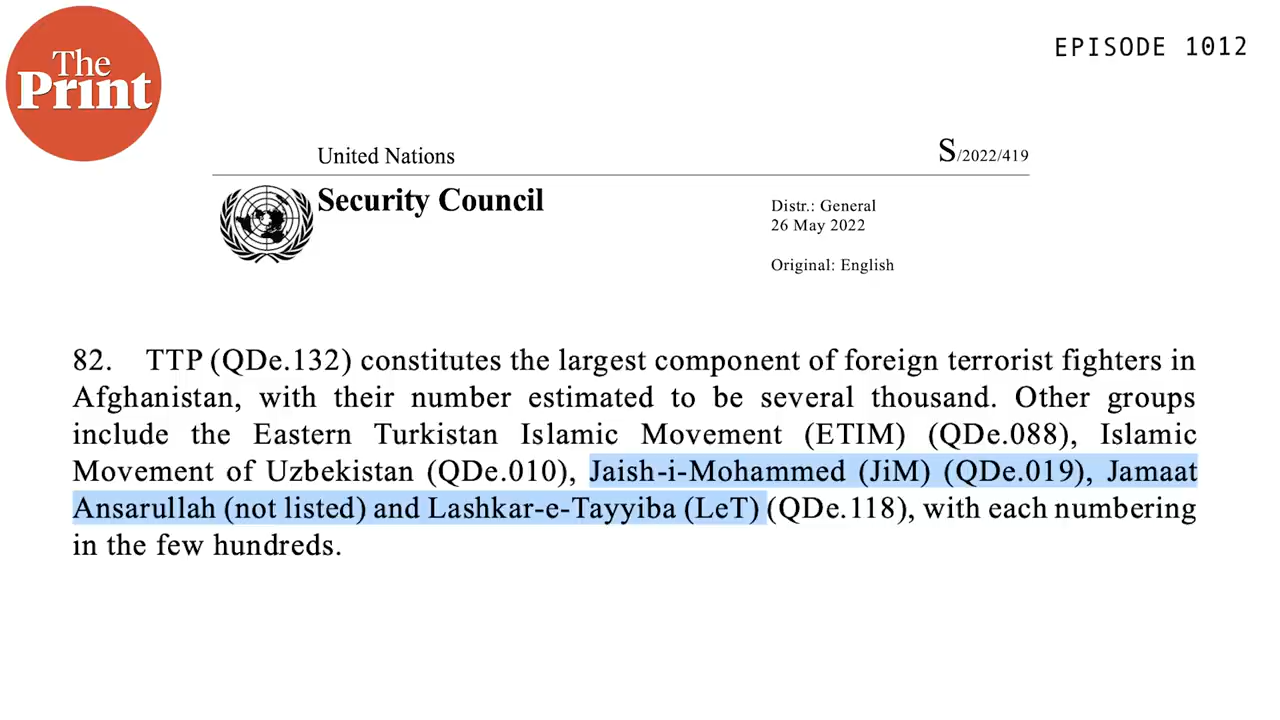 The
Print
EPISODE 1012
United Nations
S/2022/419
Security Council
Distr.: General
26 May 2022
Original: English
82. TTP (QDe.132) constitutes the largest component of foreign terrorist fighters in
Afghanistan, with their number estimated to be several thousand. Other groups
include the Eastern Turkistan Islamic Movement (ETIM) (QDe.088), Islamic
Movement of Uzbekistan (QDe.010), Jaish-i-Mohammed (JiM) (QDe.019), Jamaat
Ansarullah (not listed) and Lashkar-e-Tayyiba (LeT) (QDe.118), with each numbering
in the few hundreds.